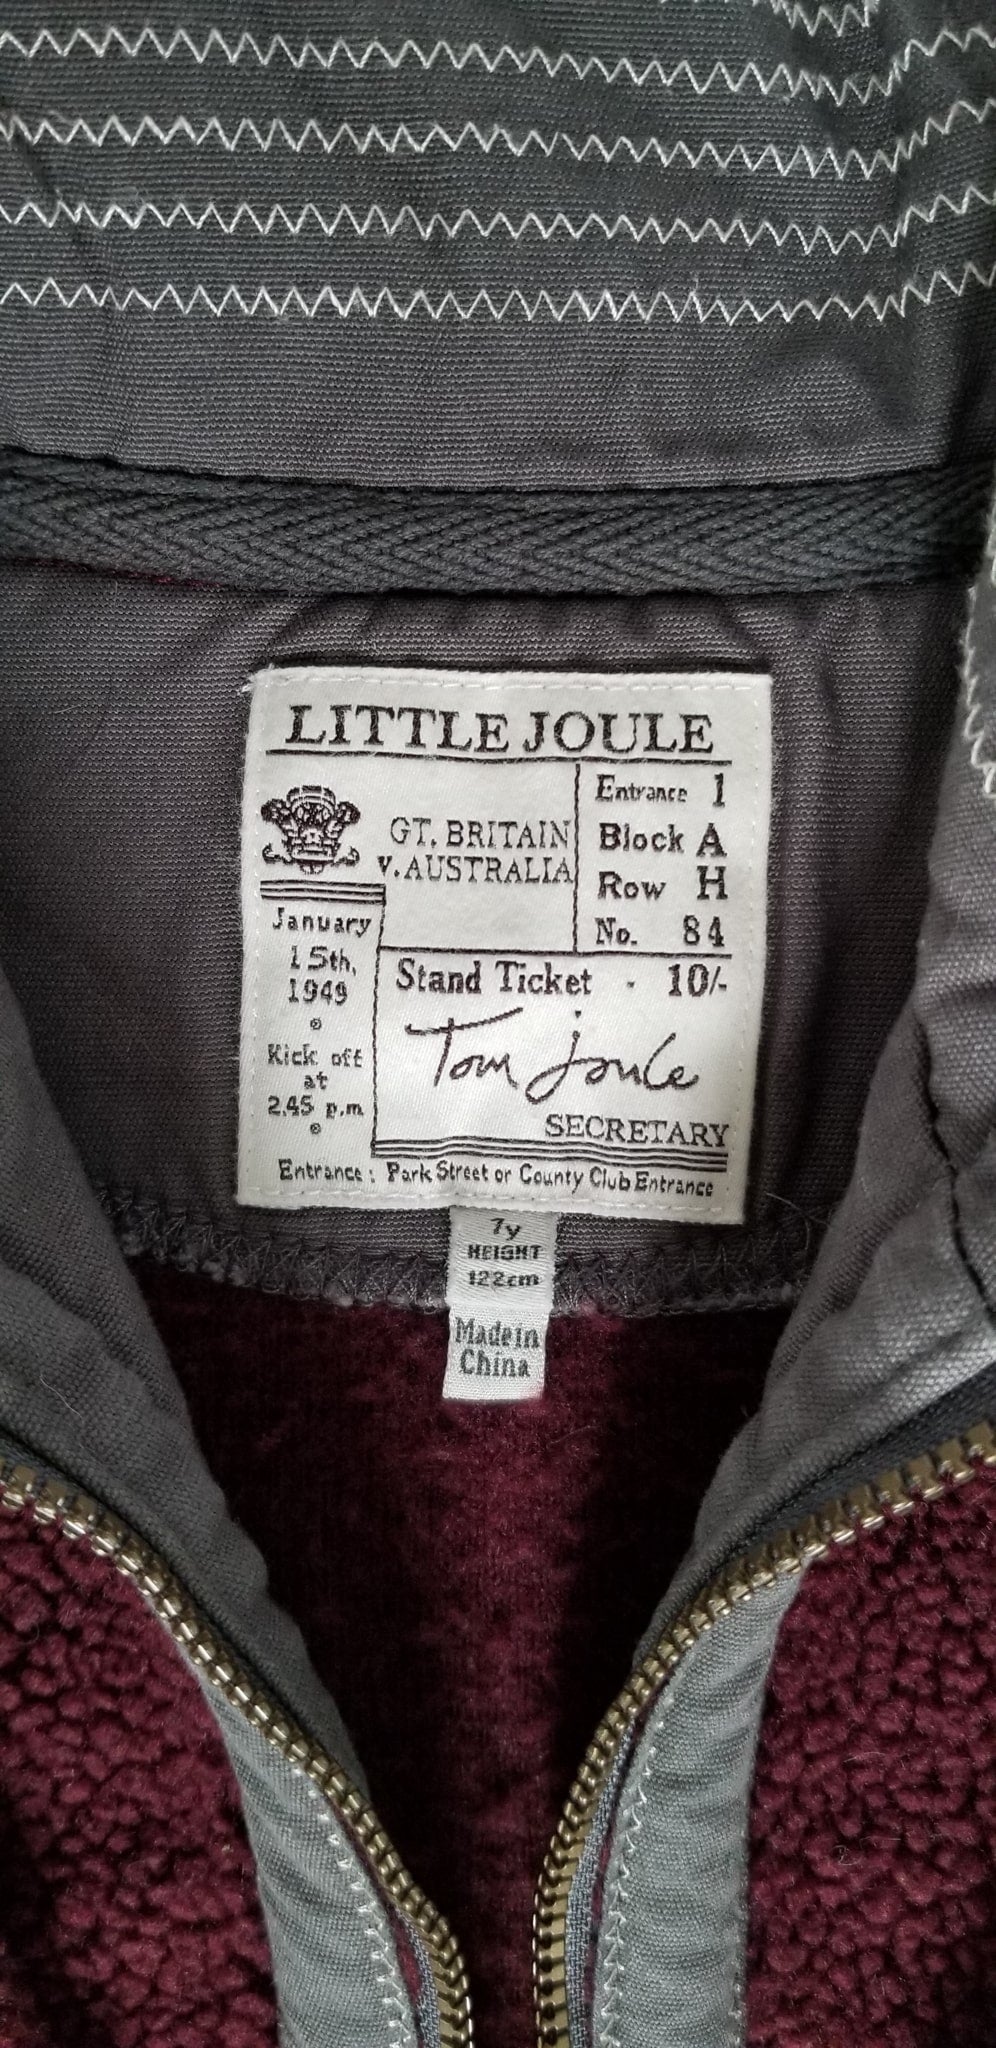 LITTLE JOULE
GT. BRITAIN
v. AUSTRALIA
Entrance 1
Block A
Row H
No. 84
January
15th,
1949
Kick off
at
2.45 p.m
Stand Ticket - 10/-
Tom Joule
SECRETARY
Entrance: Park Street or County Club Entrance
7y
HEIGHT
122cm
Made in
China